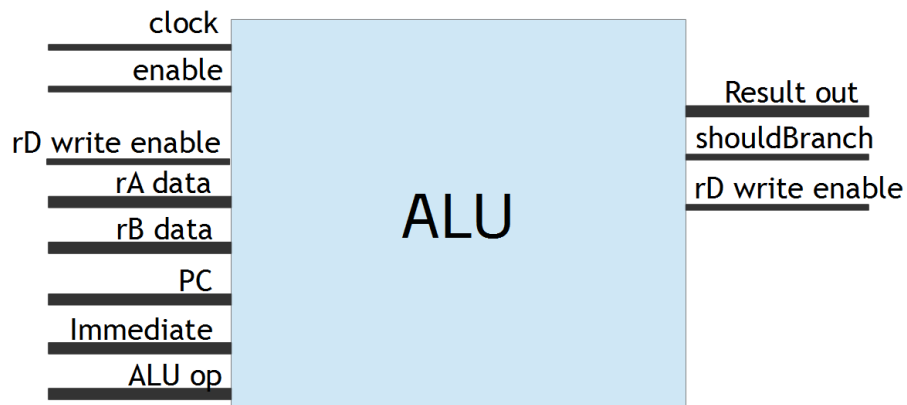 clock
enable
rD write enable
rA data
rB data
PC
Immediate
ALU op
ALU
Result out
shouldBranch
rD write enable